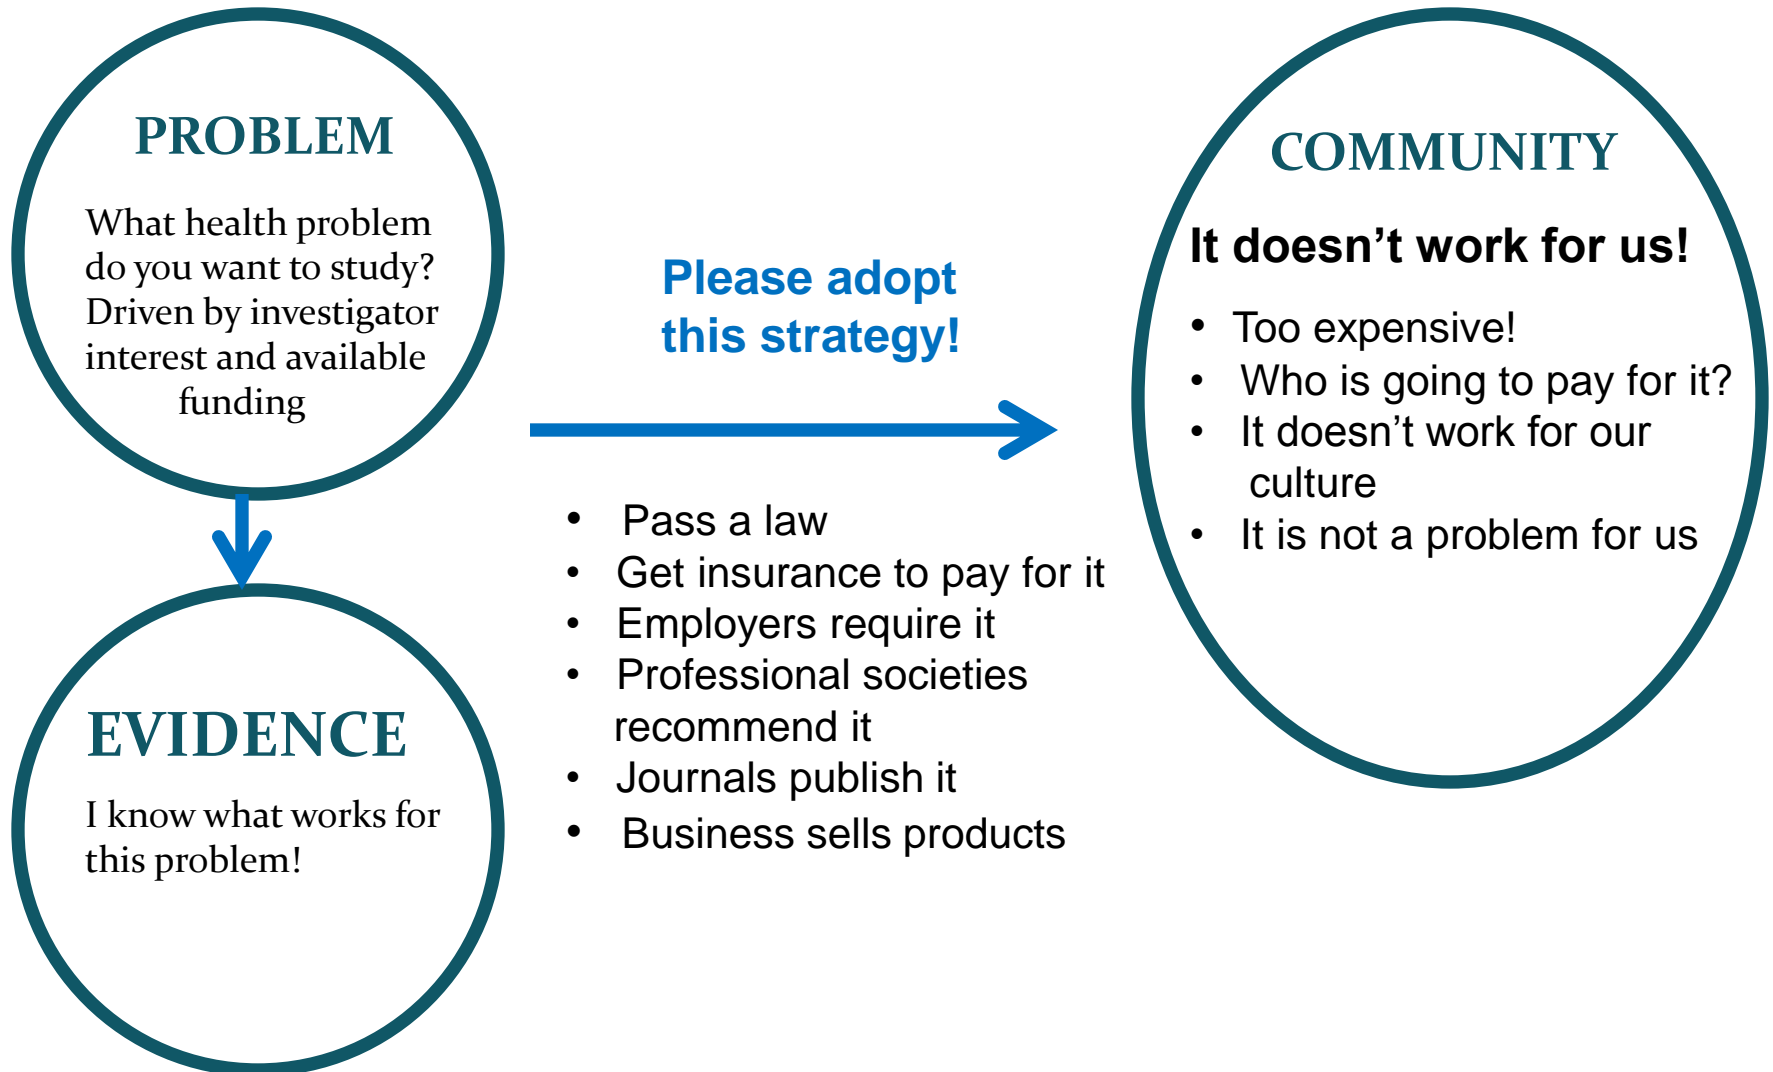 PROBLEM
What health problem
do you want to study?
Driven by investigator
interest and available
funding
EVIDENCE
I know what works for
this problem!
Please adopt
this strategy!
• Pass a law
• Get insurance to pay for it
• Employers require it
• Professional societies
recommend it
• Journals publish it
• Business sells products
COMMUNITY
It doesn’t work for us!
• Too expensive!
• Who is going to pay for it?
• It doesn’t work for our
culture
• It is not a problem for us